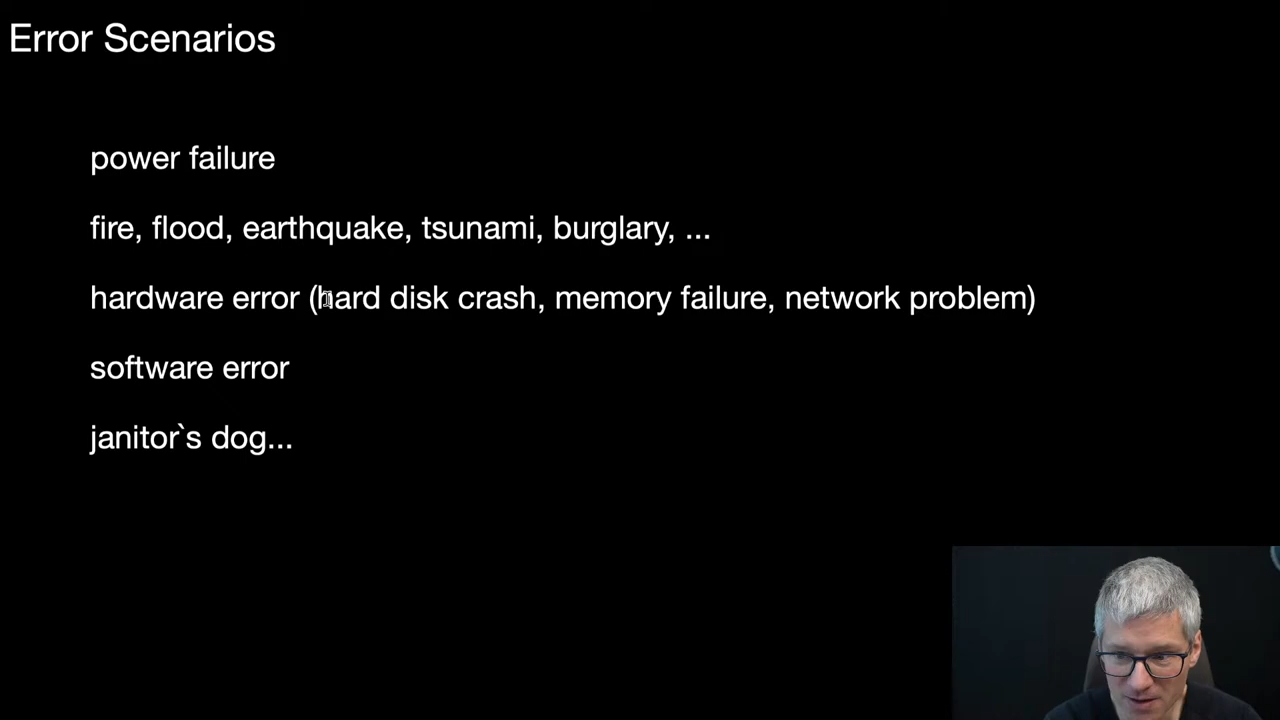 Error Scenarios
power failure
fire, flood, earthquake, tsunami, burglary, ...
hardware error (hard disk crash, memory failure, network problem)
software error
janitor`s dog...